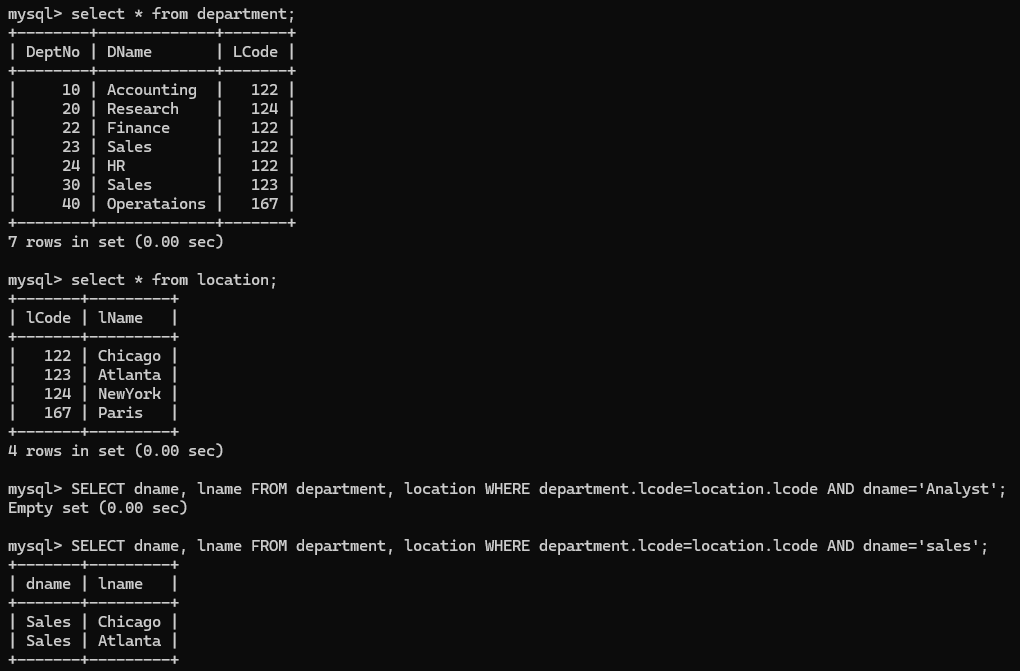 mysql> select * from department;
+--------+-------------+-------+
| DeptNo | DName       | LCode |
+--------+-------------+-------+
|     10 | Accounting  |   122 |
|     20 | Research    |   124 |
|     22 | Finance     |   122 |
|     23 | Sales       |   122 |
|     24 | HR          |   122 |
|     30 | Sales       |   123 |
|     40 | Operataions |   167 |
+--------+-------------+-------+
7 rows in set (0.00 sec)

mysql> select * from location;
+-------+---------+
| lCode | lName   |
+-------+---------+
|   122 | Chicago |
|   123 | Atlanta |
|   124 | NewYork |
|   167 | Paris   |
+-------+---------+
4 rows in set (0.00 sec)

mysql> SELECT dname, lname FROM department, location WHERE department.lcode=location.lcode AND dname='Analyst';
Empty set (0.00 sec)

mysql> SELECT dname, lname FROM department, location WHERE department.lcode=location.lcode AND dname='sales';
+-------+---------+
| dname | lname   |
+-------+---------+
| Sales | Chicago |
| Sales | Atlanta |
+-------+---------+